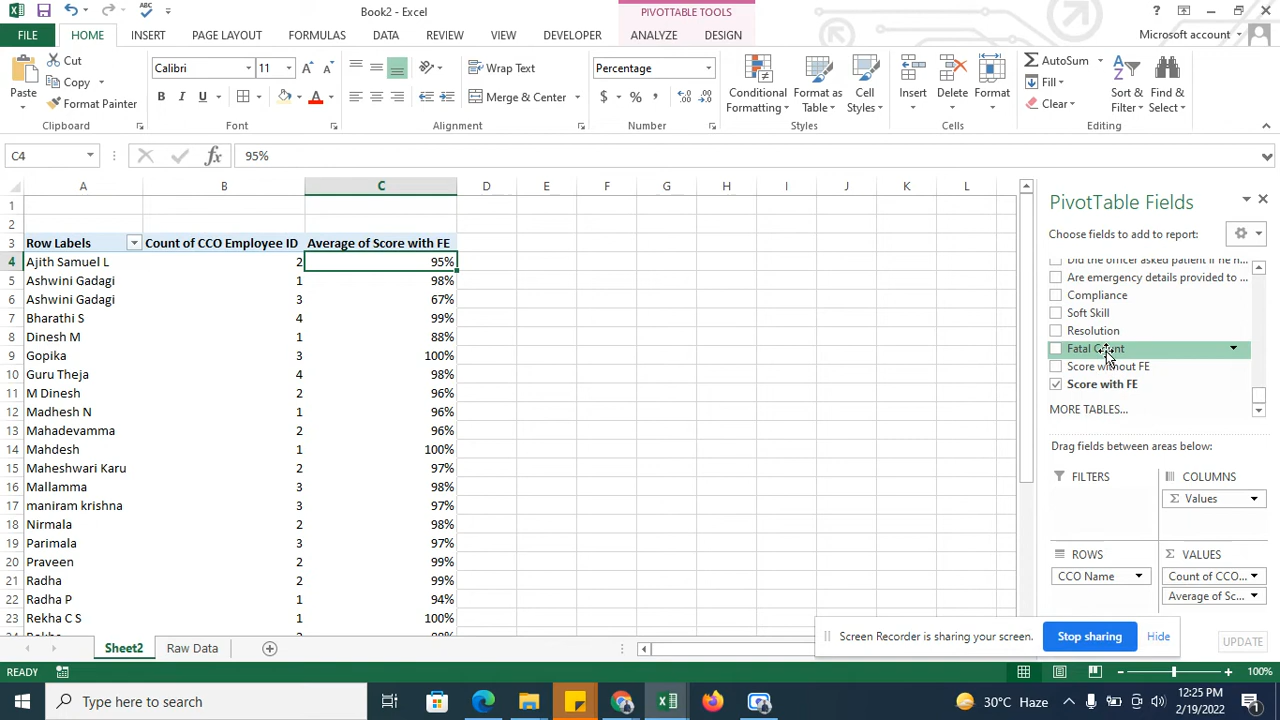 Book2 - Excel
PIVOTTABLE TOOLS
FILE HOME INSERT PAGE LAYOUT FORMULAS DATA REVIEW VIEW DEVELOPER ANALYZE DESIGN
Microsoft account
Paste
Cut
Copy
Format Painter
Clipboard
Calibri 11
B I U
Font
Wrap Text
Merge & Center
Alignment
Percentage
$ % ,
Number
Conditional Formatting
Format as Table
Cell Styles
Styles
Insert
Delete
Format
Cells
AutoSum
Fill
Clear
Sort & Filter
Find & Select
Editing
C4
fx
95%
A B C D E F G H I J K L
1
2
3 Row Labels Count of CCO Employee ID Average of Score with FE
4 Ajith Samuel L 2 95%
5 Ashwini Gadagi 1 98%
6 Ashwini Gadagi 3 67%
7 Bharathi S 4 99%
8 Dinesh M 1 88%
9 Gopika 3 100%
10 Guru Theja 4 98%
11 M Dinesh 2 96%
12 Madhesh N 1 96%
13 Mahadevamma 2 96%
14 Mahdesh 1 100%
15 Maheshwari Karu 2 97%
16 Mallamma 3 98%
17 maniram krishna 3 97%
18 Nirmala 2 98%
19 Parimala 3 97%
20 Praveen 2 99%
21 Radha 2 99%
22 Radha P 1 94%
23 Rekha C S 1 100%
PivotTable Fields
Choose fields to add to report:
Did the officer asked patient if he n...
Are emergency details provided to ...
Compliance
Soft Skill
Resolution
Fatal Count
Score without FE
Score with FE
MORE TABLES...
Drag fields between areas below:
FILTERS
COLUMNS
Σ Values
ROWS
CCO Name
Σ VALUES
Count of CCO...
Average of Sc...
UPDATE
Screen Recorder is sharing your screen.
Stop sharing
Hide
Sheet2
Raw Data
READY
100%
Type here to search
30°C Haze
12:25 PM
2/19/2022
1